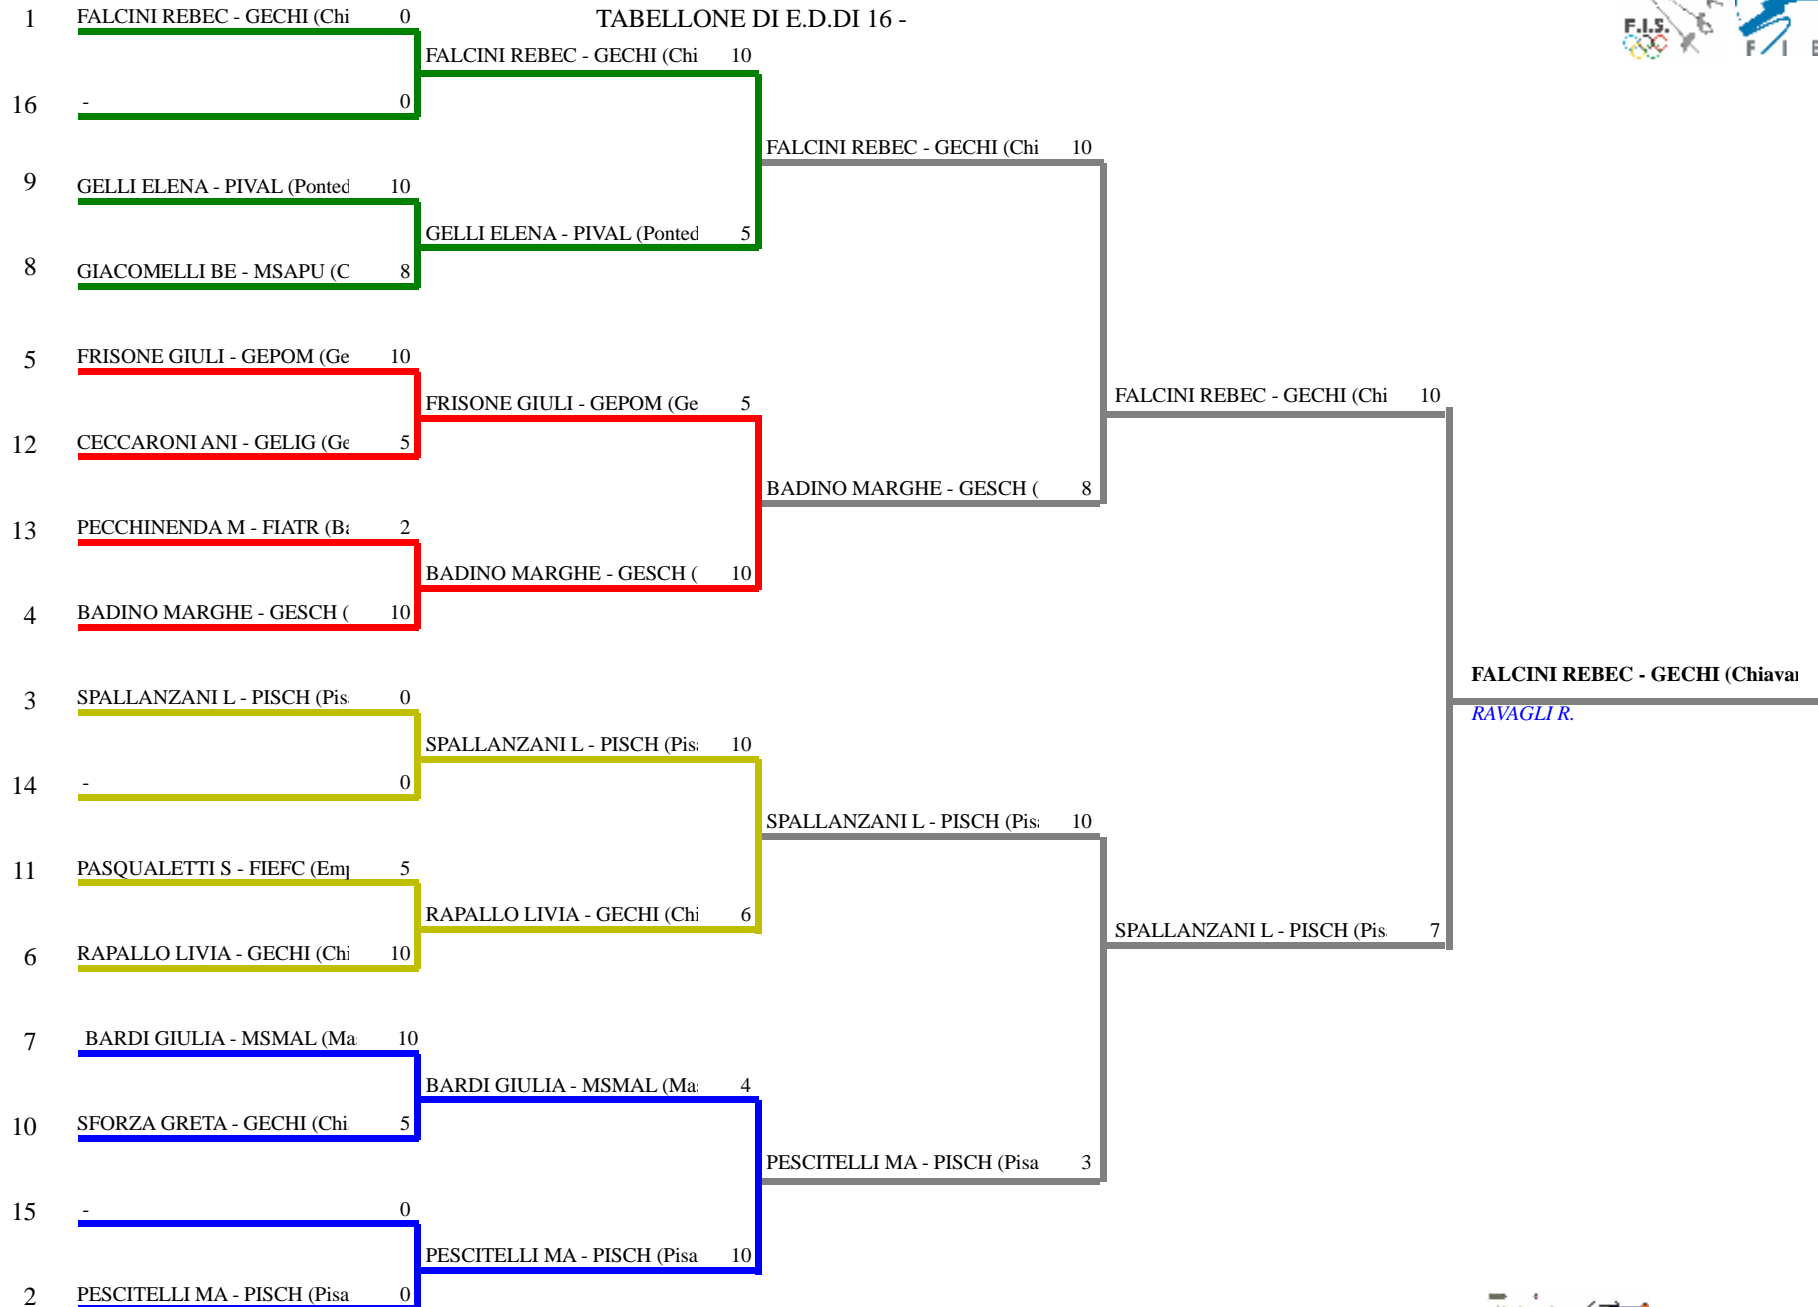 TABELLONE DI E.D.DI 16 -
F.I.S.
F I E
1 FALCINI REBEC - GECHI (Chi 0
16 - 0
9 GELLI ELENA - PIVAL (Ponted 10
8 GIACOMELLI BE - MSAPU (C 8
5 FRISONE GIULI - GEPOM (Ge 10
12 CECCARONI ANI - GELIG (Ge 5
13 PECCHINENDA M - FIATR (Ba 2
4 BADINO MARGHE - GESCH ( 10
3 SPALLANZANI L - PISCH (Pis 0
14 - 0
11 PASQUALETTI S - FIEFC (Emp 5
6 RAPALLO LIVIA - GECHI (Chi 10
7 BARDI GIULIA - MSMAL (Ma 10
10 SFORZA GRETA - GECHI (Chi 5
15 - 0
2 PESCITELLI MA - PISCH (Pisa 0
FALCINI REBEC - GECHI (Chi 10
GELLI ELENA - PIVAL (Ponted 5
FRISONE GIULI - GEPOM (Ge 5
BADINO MARGHE - GESCH ( 10
SPALLANZANI L - PISCH (Pisa 10
RAPALLO LIVIA - GECHI (Chi 6
BARDI GIULIA - MSMAL (Mas 4
PESCITELLI MA - PISCH (Pisa 10
FALCINI REBEC - GECHI (Chi 10
BADINO MARGHE - GESCH ( 8
SPALLANZANI L - PISCH (Pisa 10
PESCITELLI MA - PISCH (Pisa 3
FALCINI REBEC - GECHI (Chi 10
SPALLANZANI L - PISCH (Pis 7
FALCINI REBEC - GECHI (Chiavar
RAVAGLI R.